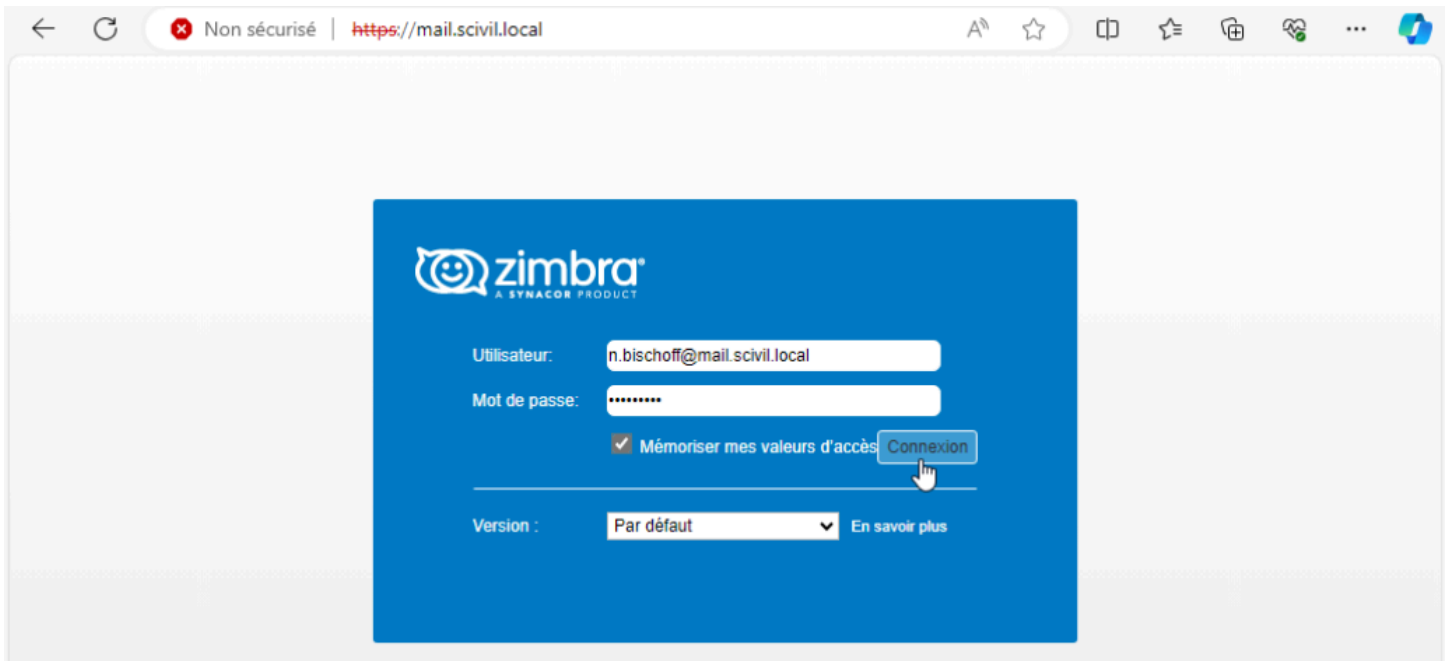 Non sécurisé | https://mail.scivil.local
zimbra®
A SYNACOR PRODUCT
Utilisateur: n.bischoff@mail.scivil.local
Mot de passe: •••••••••
Mémoriser mes valeurs d'accès Connexion
Version : Par défaut En savoir plus